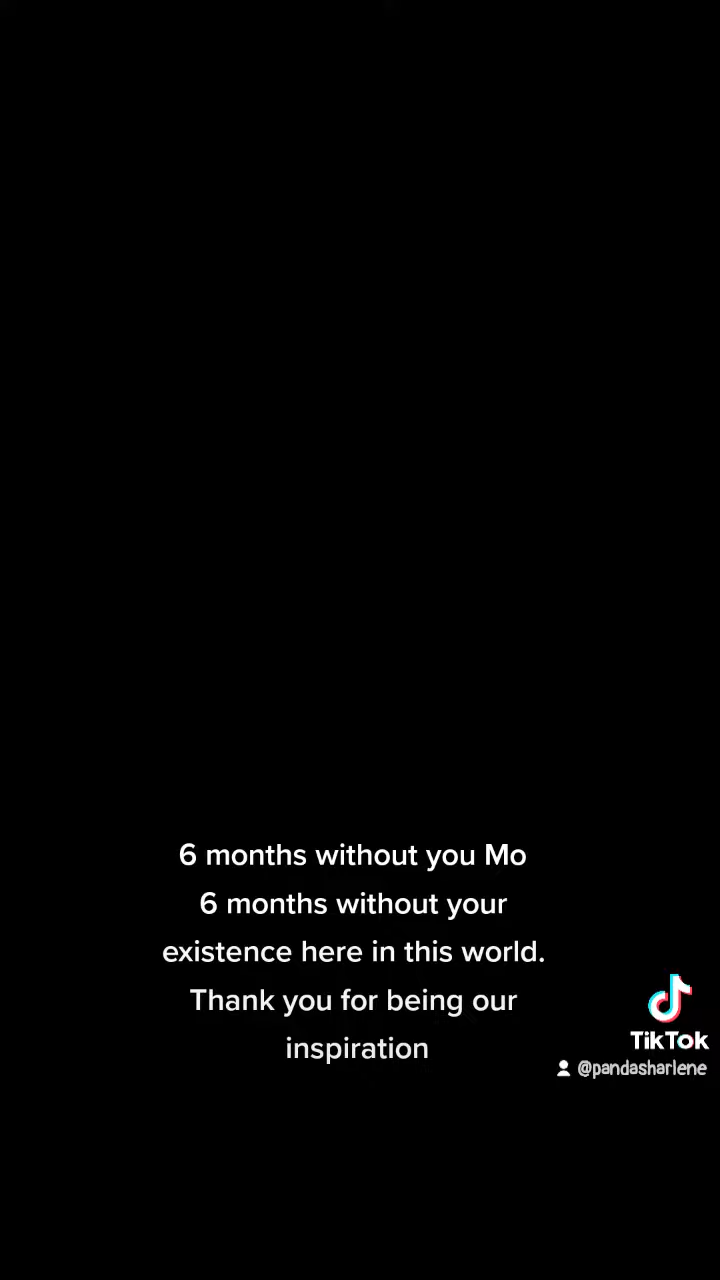 6 months without you Mo
6 months without your
existence here in this world.
Thank you for being our
inspiration
TikTok
@pandasharlene